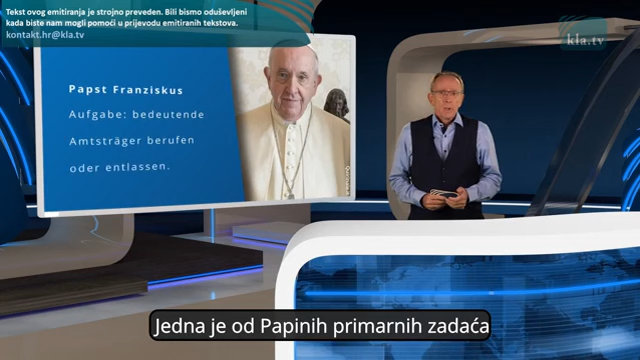 Tekst ovog emitiranja je strojno preveden. Bili bismo oduševljeni
kada biste nam mogli pomoći u prijevodu emitiranih tekstova.
kontakt.hr@kla.tv
kla.tv
Papst Franziskus
Aufgabe: bedeutende
Amtsträger berufen
oder entlassen.
Jedna je od Papinih primarnih zadaća